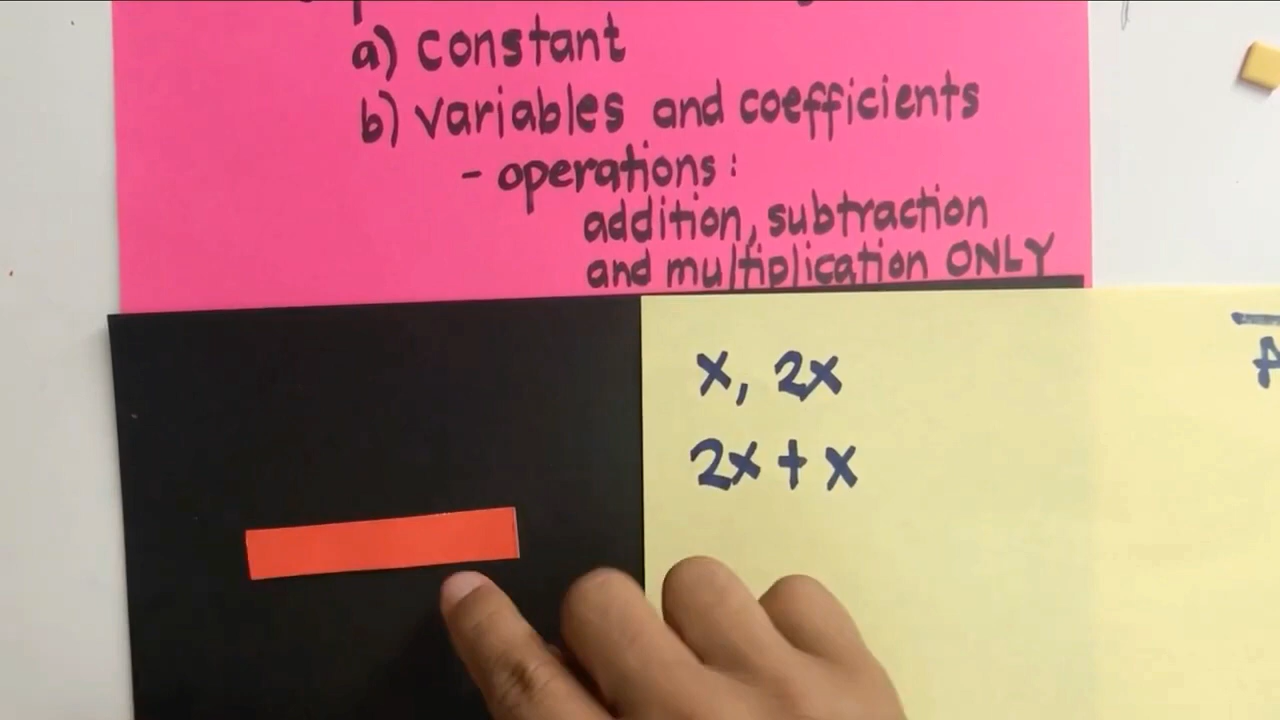 a) constant
b) variables and coefficients
- operations:
addition, subtraction
and multiplication ONLY
x, 2x
2x + x